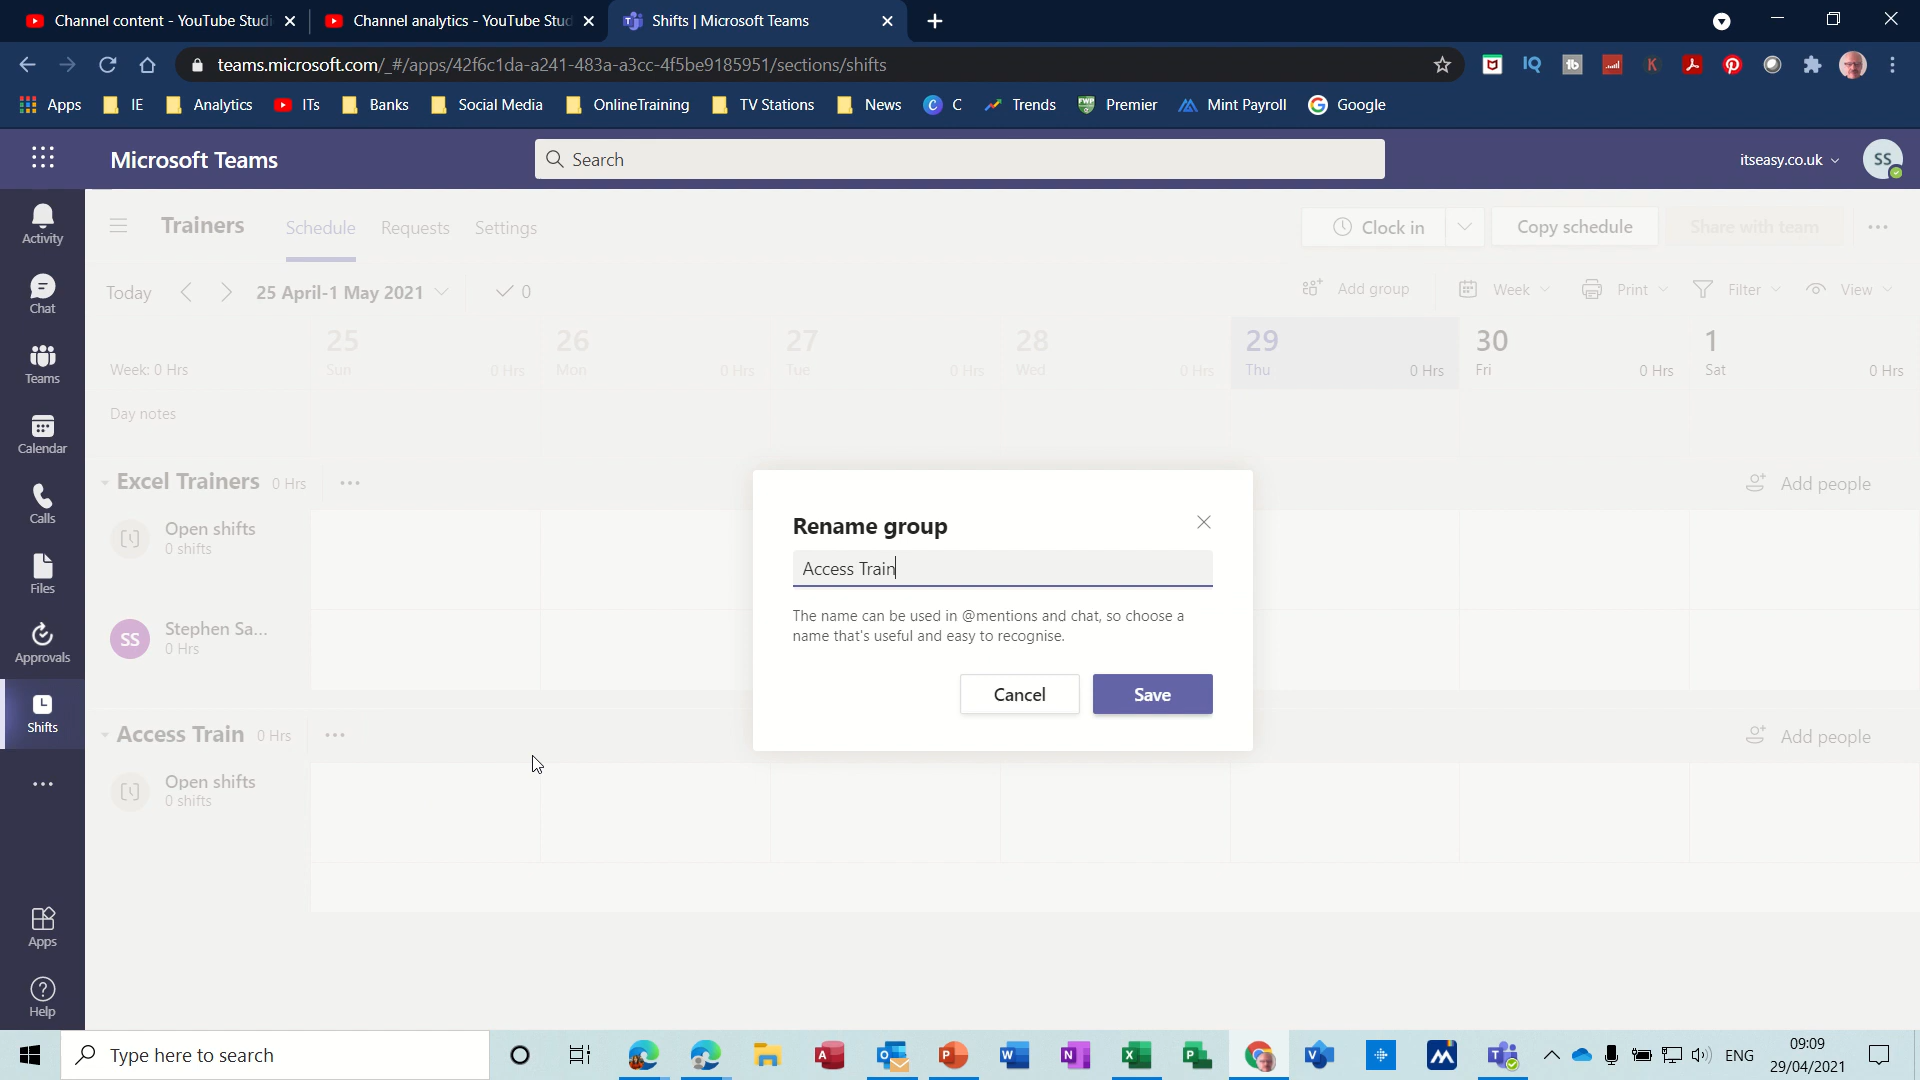 Channel content - YouTube Studi
Channel analytics - YouTube Stud
Shifts | Microsoft Teams
teams.microsoft.com/_#/apps/42f6c1da-a241-483a-a3cc-4f5be9185951/sections/shifts
Apps IE Analytics ITs Banks Social Media OnlineTraining TV Stations News C Trends Premier Mint Payroll Google
Microsoft Teams
Search
itseasy.co.uk
SS
Activity
Chat
Teams
Calendar
Calls
Files
Approvals
Shifts
Apps
Help
Trainers Schedule Requests Settings
Clock in Copy schedule Share with team
Today 25 April-1 May 2021 0
Add group Week Print Filter View
25 26 27 28 29 30 1
Week: 0 Hrs Sun 0 Hrs Mon 0 Hrs Tue 0 Hrs Wed 0 Hrs Thu 0 Hrs Fri 0 Hrs Sat 0 Hrs
Day notes
Excel Trainers 0 Hrs
Add people
Open shifts
0 shifts
SS
Stephen Sa...
0 Hrs
Access Train 0 Hrs
Add people
Open shifts
0 shifts
Rename group
Access Train
The name can be used in @mentions and chat, so choose a
name that's useful and easy to recognise.
Cancel
Save
Type here to search
ENG
09:09
29/04/2021